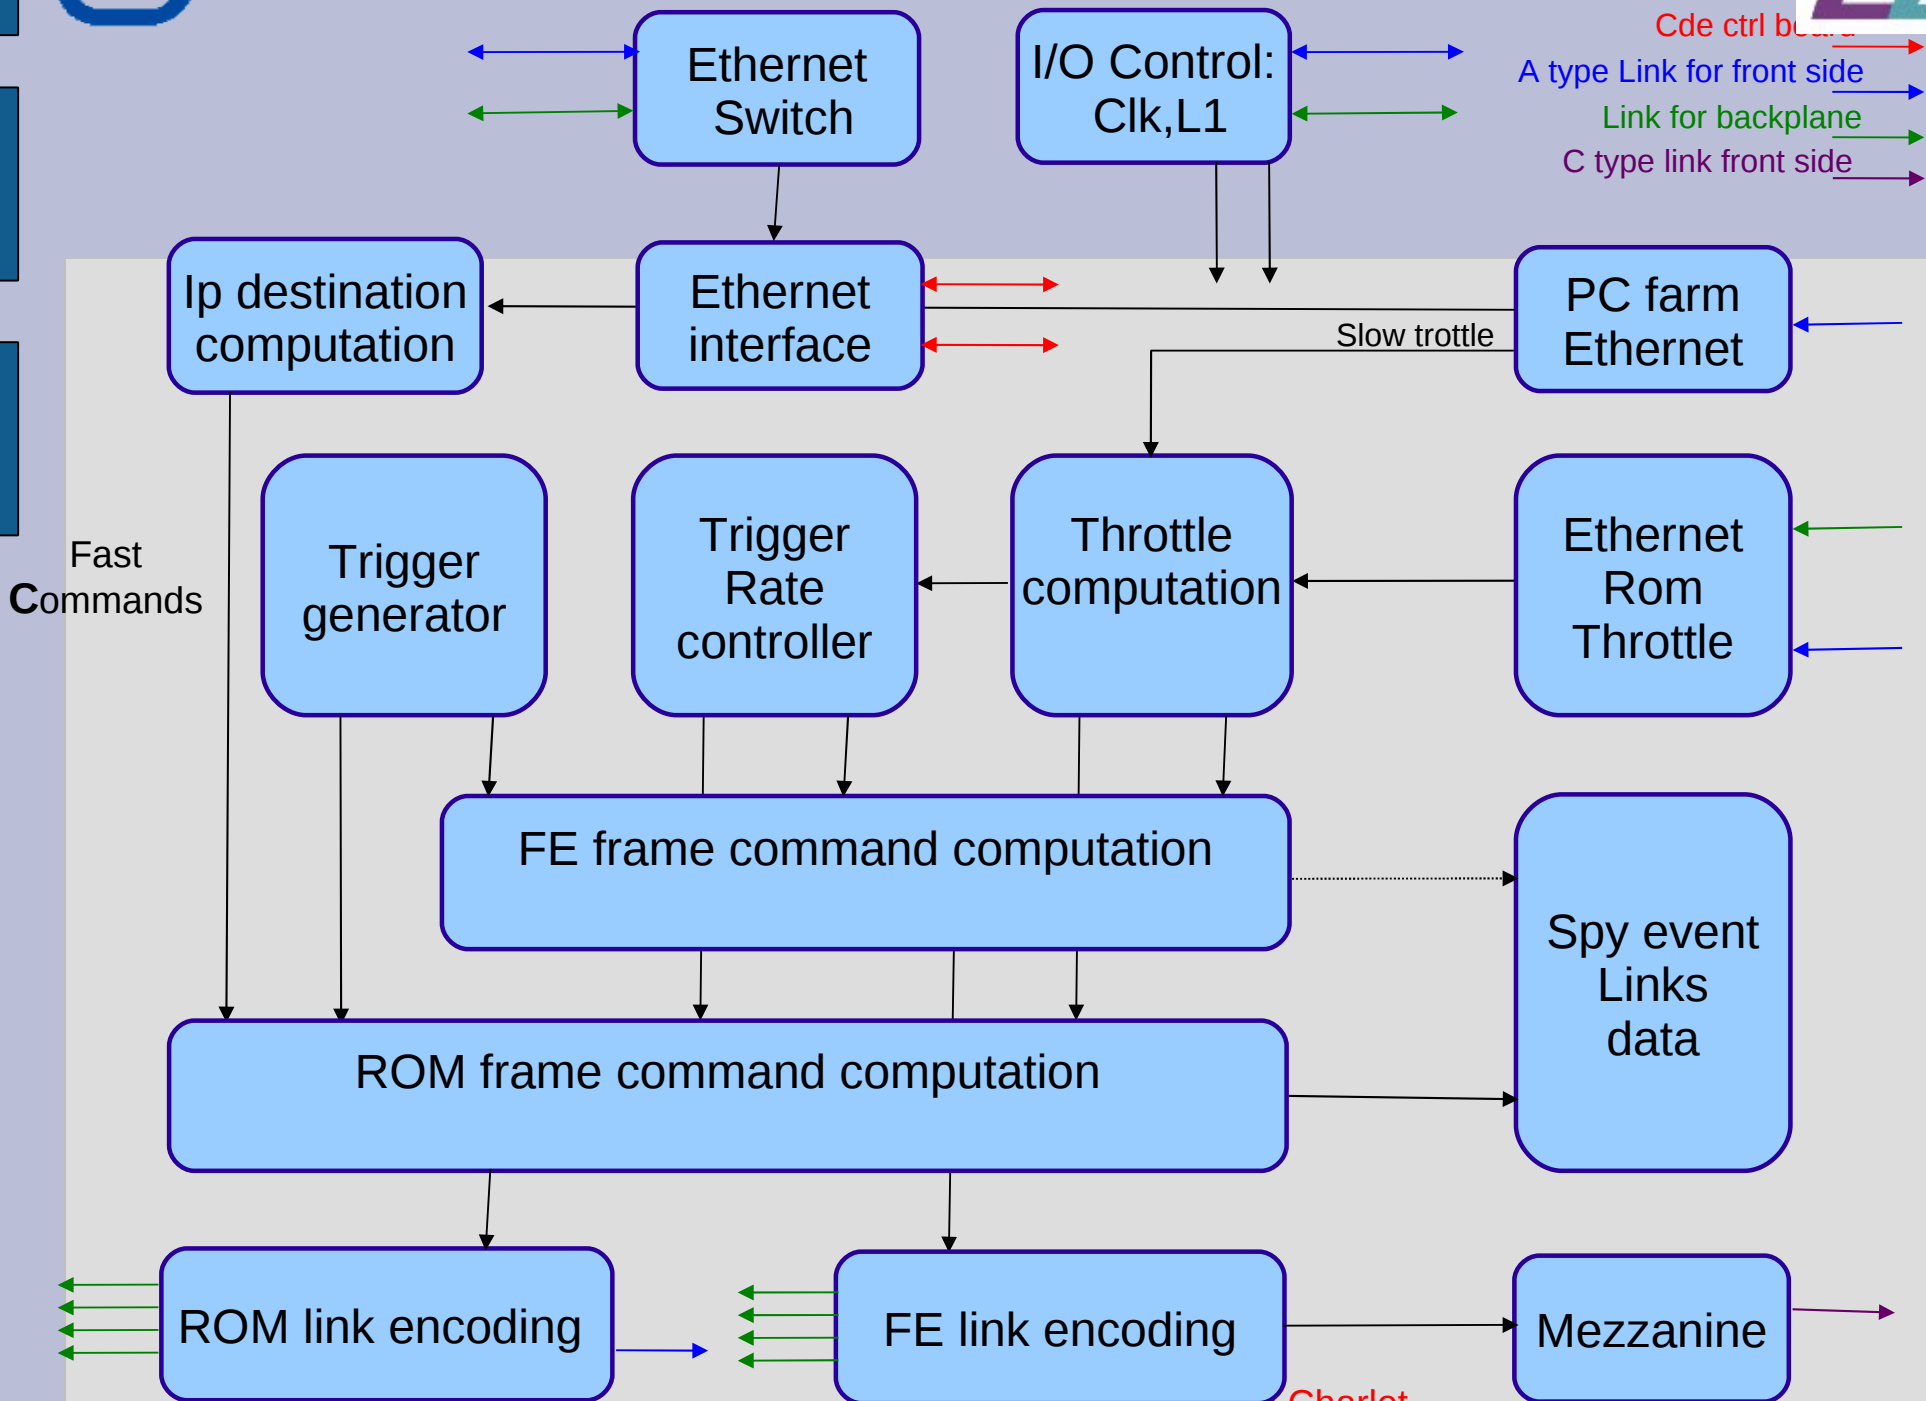 Ethernet
Switch
I/O Control:
Clk,L1
Cde ctrl board
A type Link for front side
Link for backplane
C type link front side
Ip destination
computation
Ethernet
interface
PC farm
Ethernet
Slow trottle
Fast
Commands
Trigger
generator
Trigger
Rate
controller
Throttle
computation
Ethernet
Rom
Throttle
FE frame command computation
Spy event
Links
data
ROM frame command computation
ROM link encoding
FE link encoding
Mezzanine
Charlet